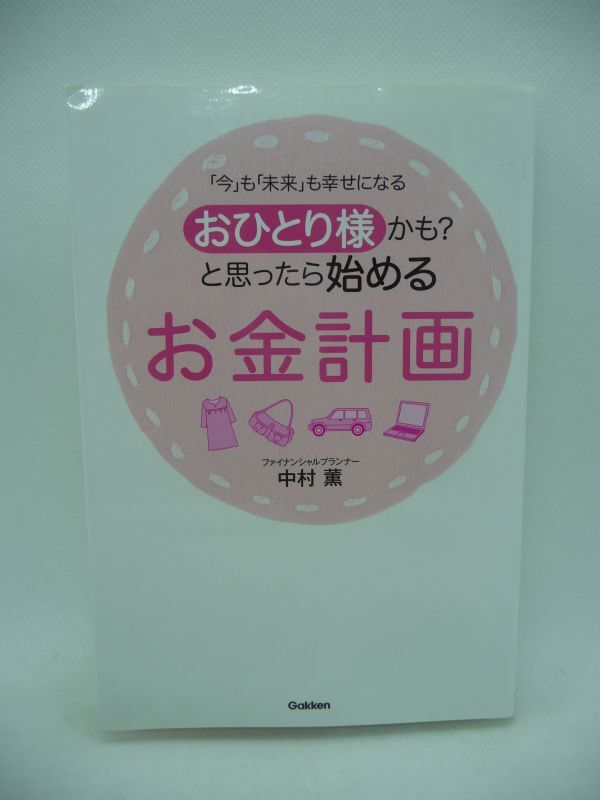 「今」も「未来」も幸せになる
おひとり様かも?
と思ったら始める
お金計画
ファイナンシャルプランナー
中村 薫
Gakken